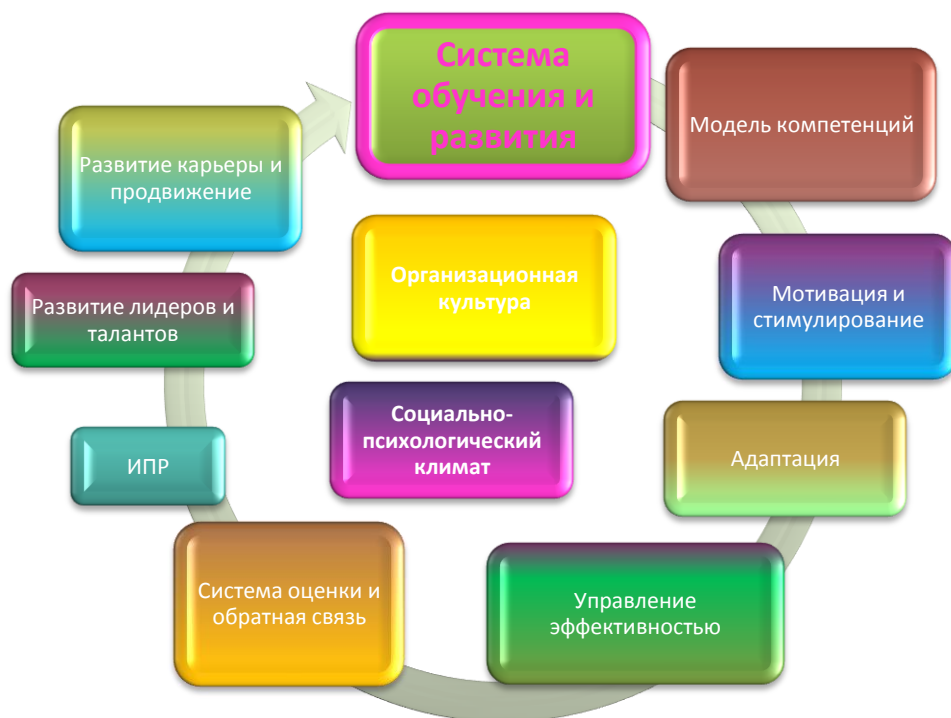 Система
обучения и
развития
Модель компетенций
Мотивация и
стимулирование
Адаптация
Управление
эффективностью
Система оценки и
обратная связь
ИПР
Развитие лидеров и
талантов
Развитие карьеры и
продвижение
Организационная
культура
Социально-
психологический
климат